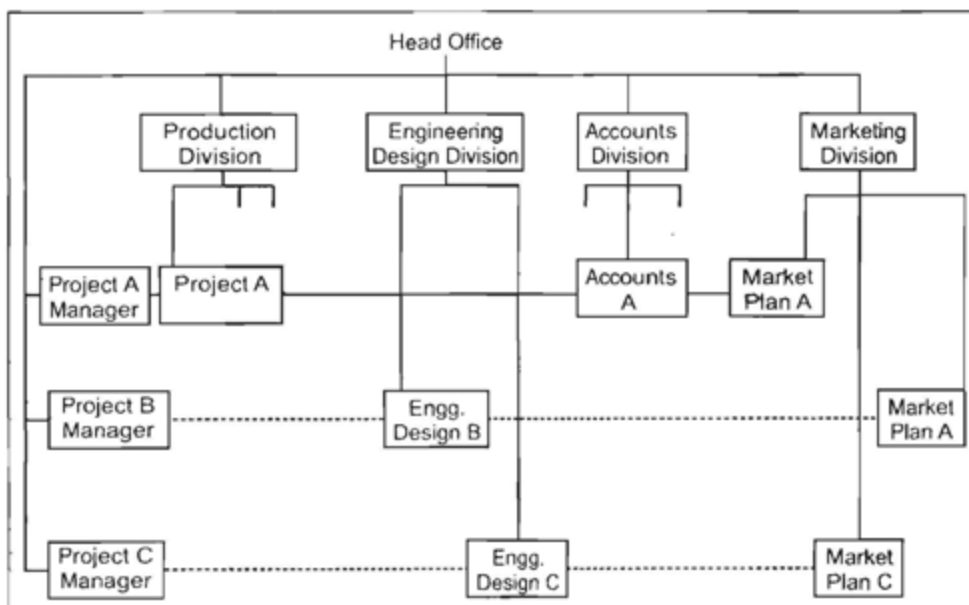 Head Office
Production
Division
Engineering
Design Division
Accounts
Division
Marketing
Division
Project A
Manager
Project A
Accounts
A
Market
Plan A
Project B
Manager
Engg.
Design B
Market
Plan A
Project C
Manager
Engg.
Design C
Market
Plan C